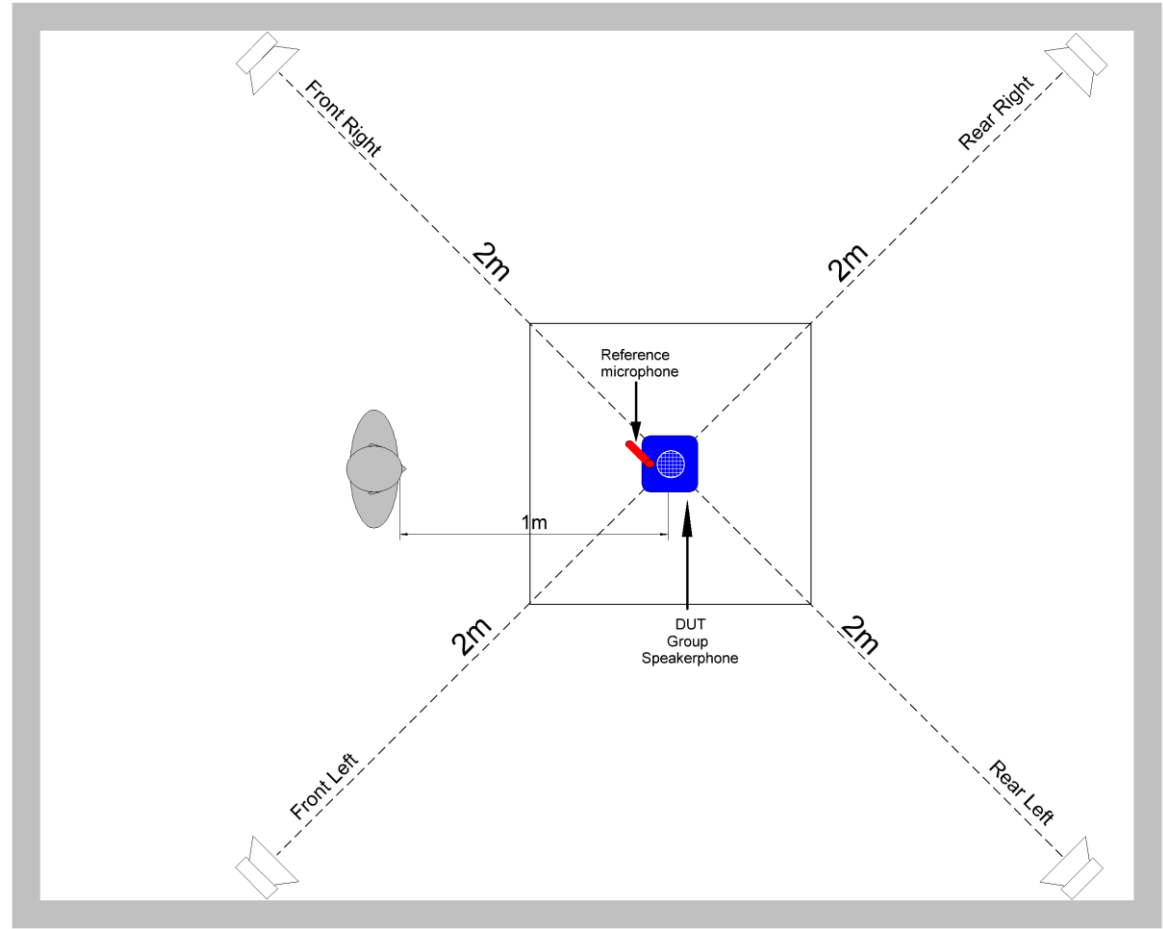 Front Right
Rear Right
2m
2m
Reference
microphone
1m
2m
2m
DUT
Group
Speakerphone
Front Left
Rear Left